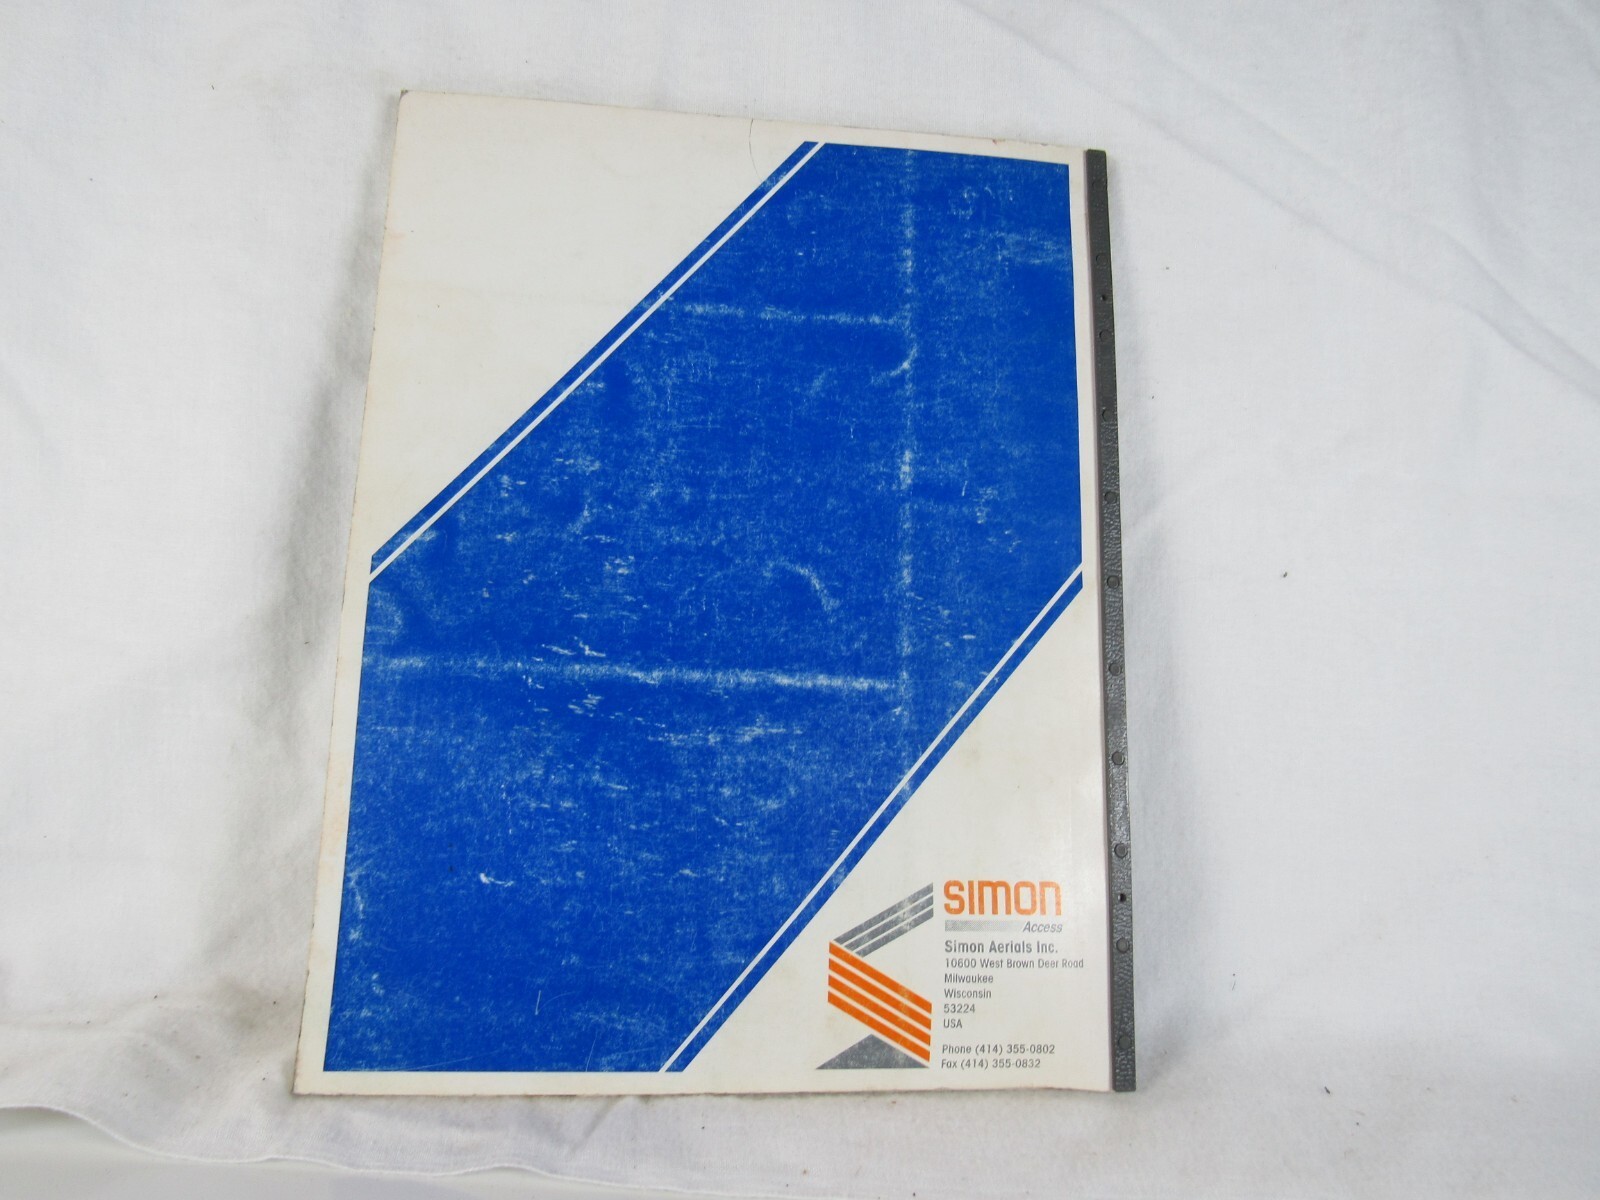 SIMON
Access
Simon Aerials Inc.
10600 West Brown Deer Road
Milwaukee
Wisconsin
53224
USA
Phone (414) 355-0802
Fax (414) 355-0832